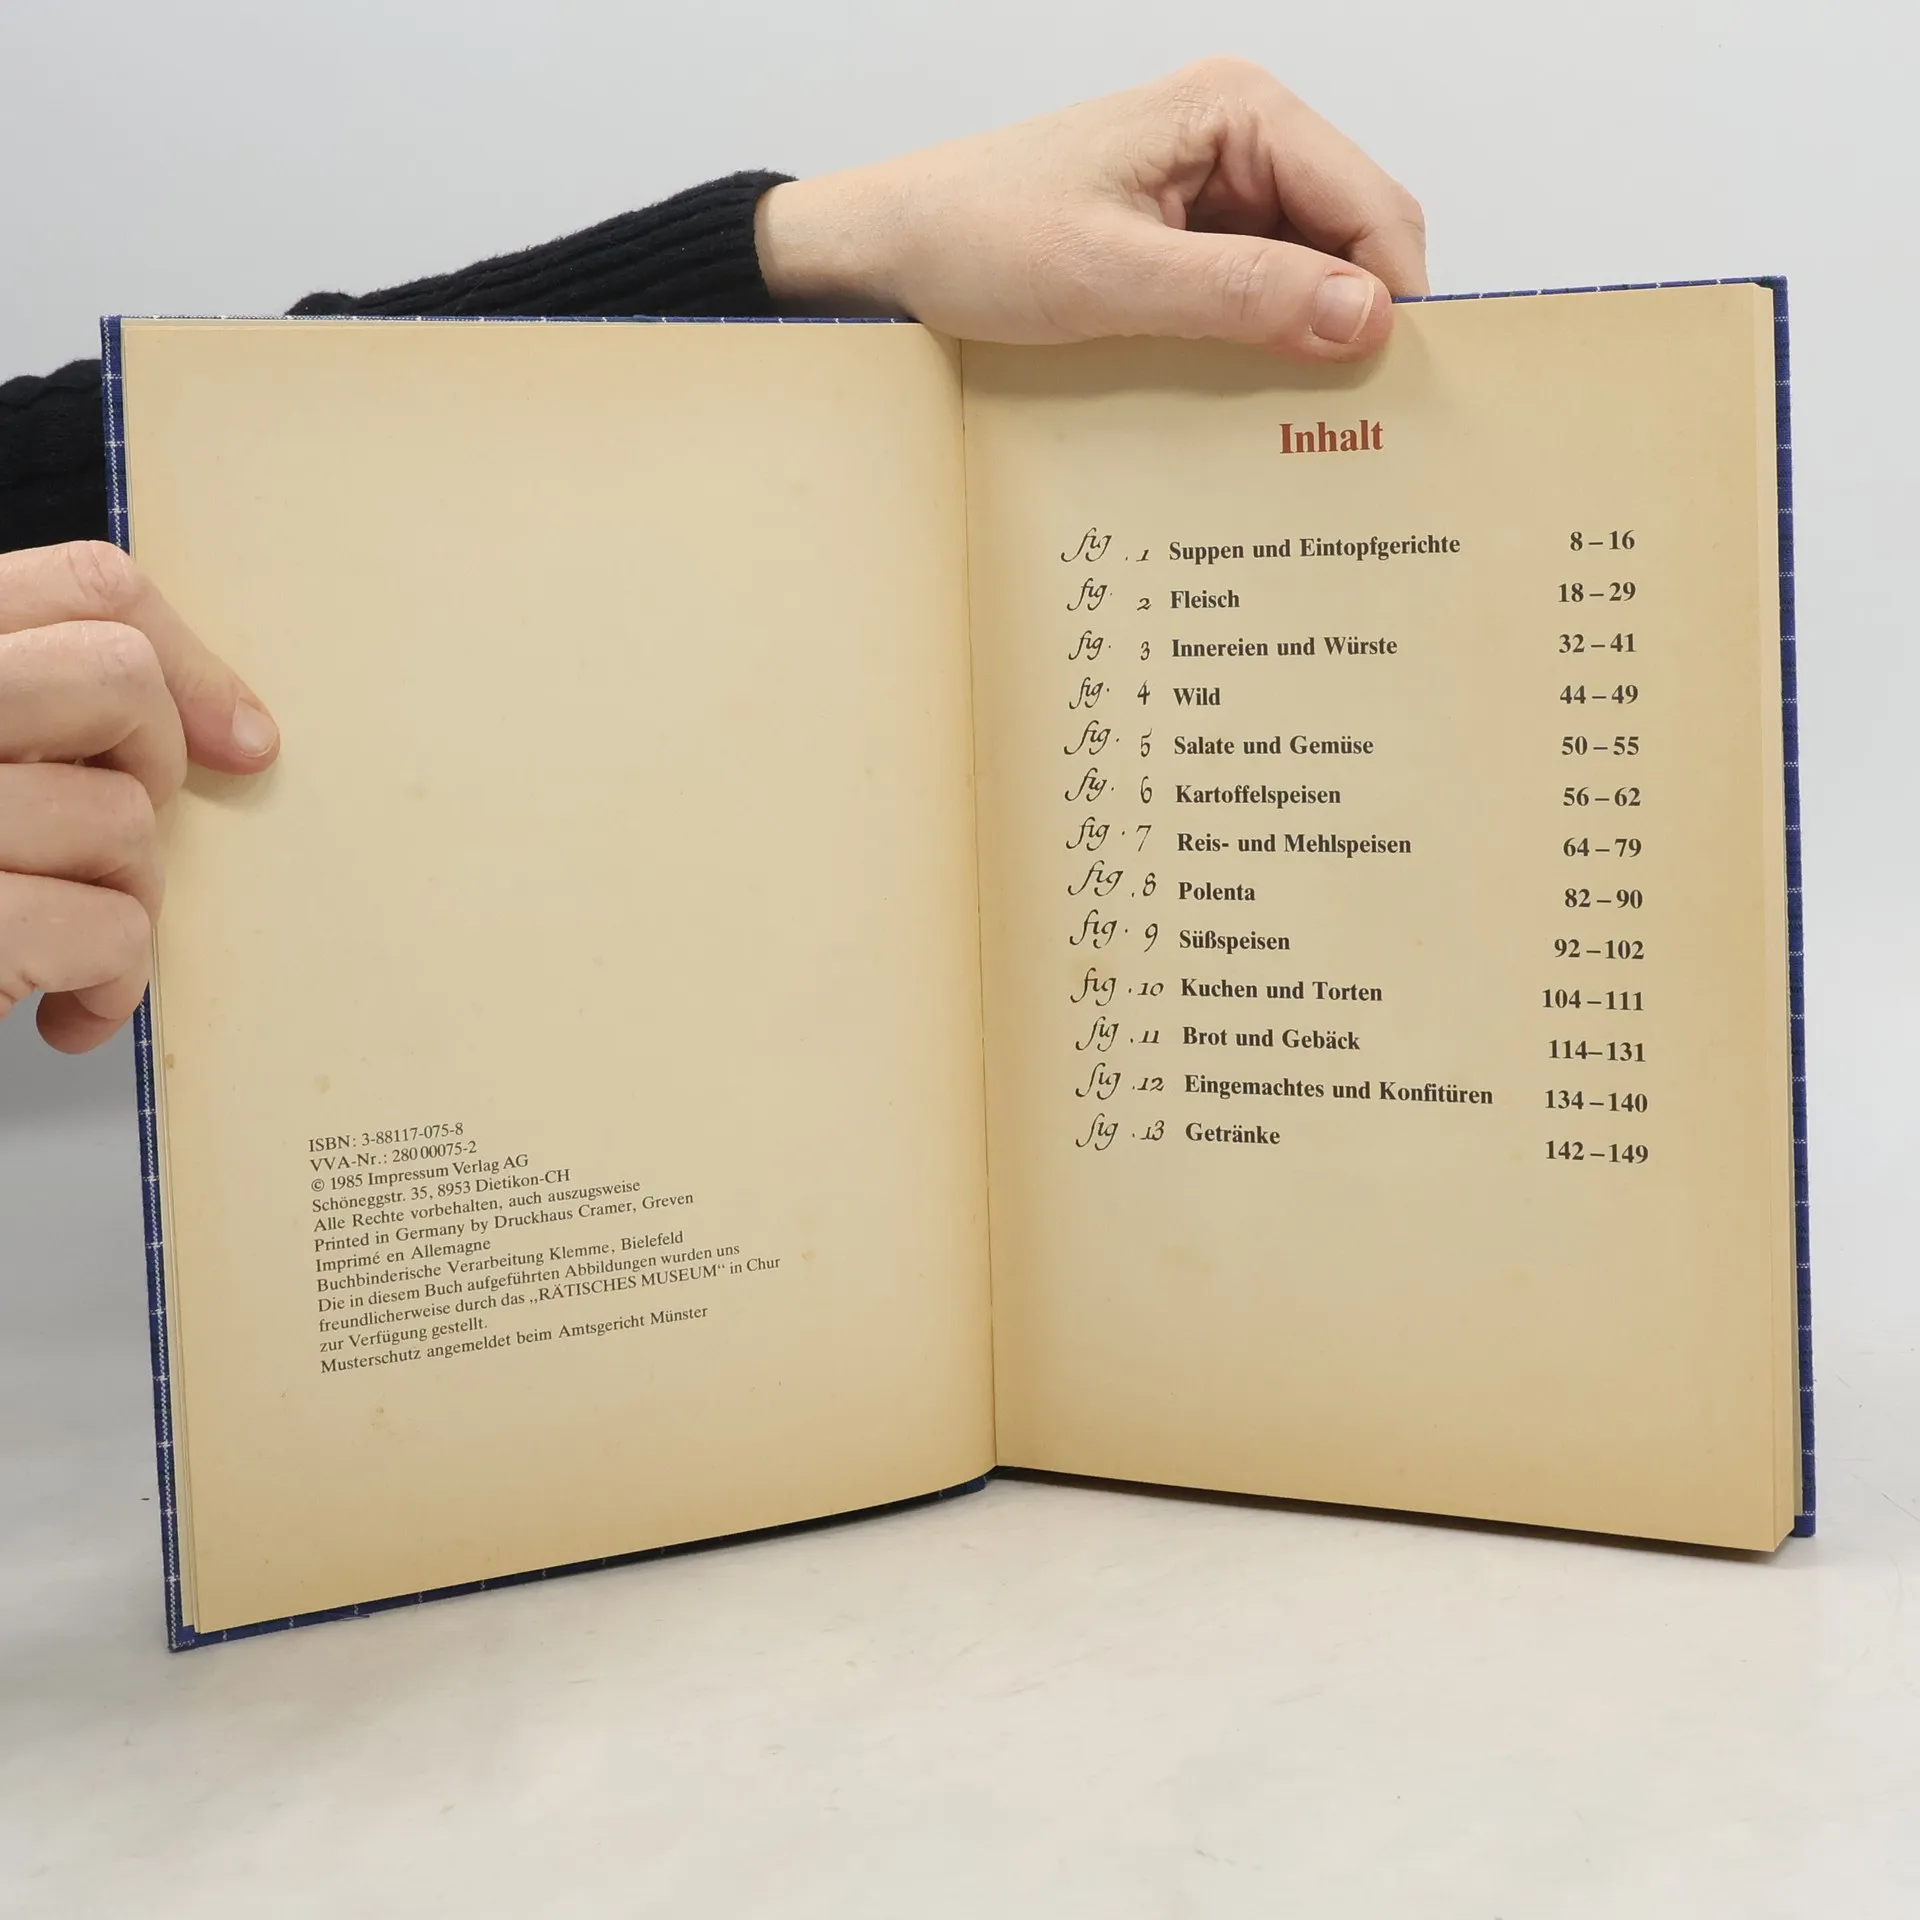 ISBN: 3-88117-075-8
VVA-Nr.: 280 00075-2
© 1985 Impressum Verlag AG
Schöneggstr. 35, 8953 Dietikon-CH
Alle Rechte vorbehalten, auch auszugsweise
Printed in Germany by Druckhaus Cramer, Greven
Imprimé en Allemagne
Buchbinderische Verarbeitung Klemme, Bielefeld
Die in diesem Buch aufgeführten Abbildungen wurden uns
freundlicherweise durch das „RÄTISCHES MUSEUM“ in Chur
zur Verfügung gestellt.
Musterschutz angemeldet beim Amtsgericht Münster
Inhalt
fig. 1 Suppen und Eintopfgerichte 8–16
fig. 2 Fleisch 18–29
fig. 3 Innereien und Würste 32–41
fig. 4 Wild 44–49
fig. 5 Salate und Gemüse 50–55
fig. 6 Kartoffelspeisen 56–62
fig. 7 Reis- und Mehlspeisen 64–79
fig. 8 Polenta 82–90
fig. 9 Süßspeisen 92–102
fig. 10 Kuchen und Torten 104–111
fig. 11 Brot und Gebäck 114–131
fig. 12 Eingemachtes und Konfitüren 134–140
fig. 13 Getränke 142–149